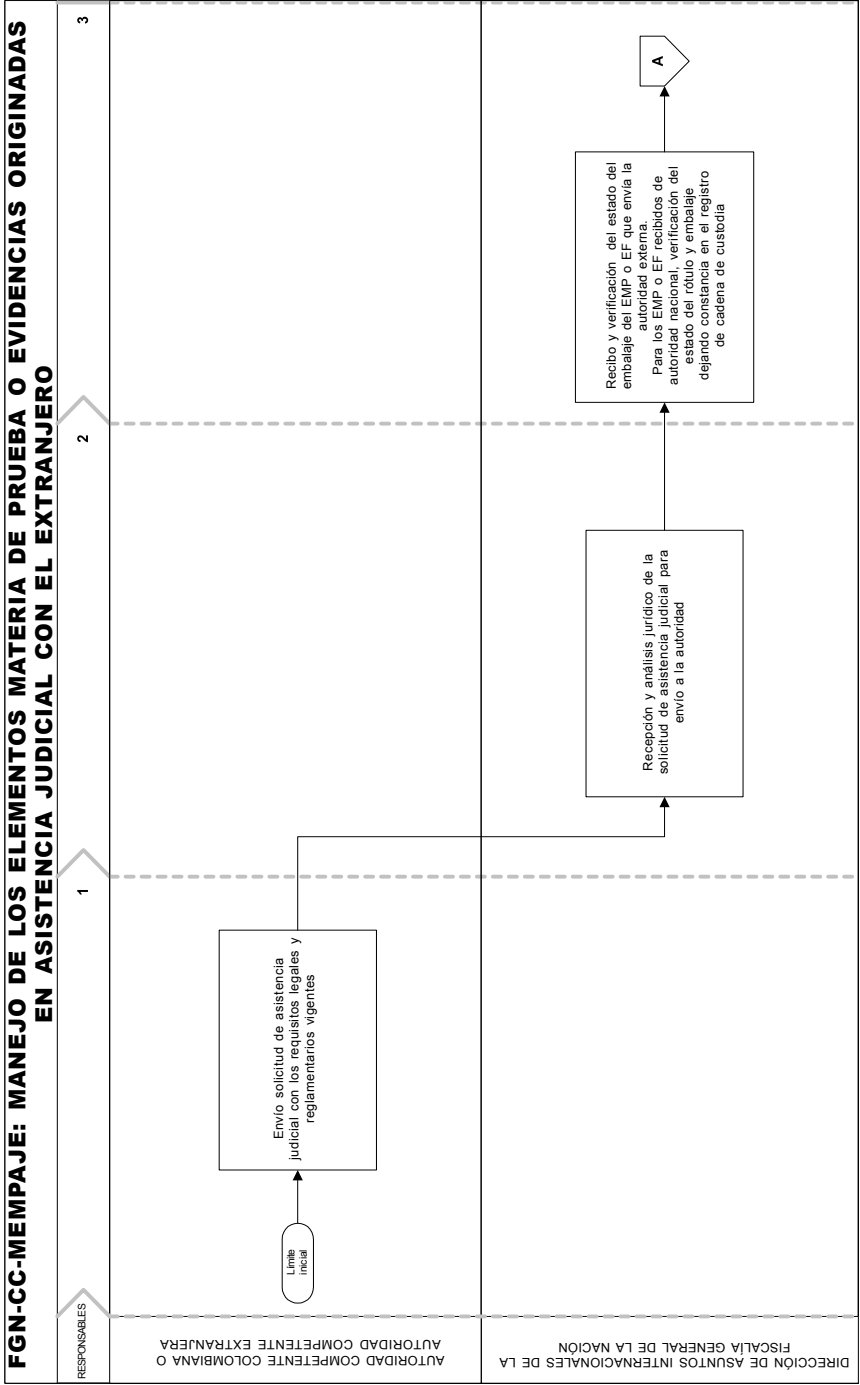 FGN-CC-MEMPAJE: MANEJO DE LOS ELEMENTOS MATERIA DE PRUEBA O EVIDENCIAS ORIGINADAS
EN ASISTENCIA JUDICIAL CON EL EXTRANJERO
RESPONSABLES
1
2
3
AUTORIDAD COMPETENTE COLOMBIANA O
AUTORIDAD COMPETENTE EXTRANJERA
Límite
inicial
Envío solicitud de asistencia
judicial con los requisitos legales y
reglamentarios vigentes
DIRECCIÓN DE ASUNTOS INTERNACIONALES DE LA
FISCALÍA GENERAL DE LA NACIÓN
Recepción y análisis jurídico de la
solicitud de asistencia judicial para
envío a la autoridad
Recibo y verificación del estado del
embalaje del EMP o EF que envía la
autoridad externa.
Para los EMP o EF recibidos de
autoridad nacional, verificación del
estado del rótulo y embalaje
dejando constancia en el registro
de cadena de custodia
A